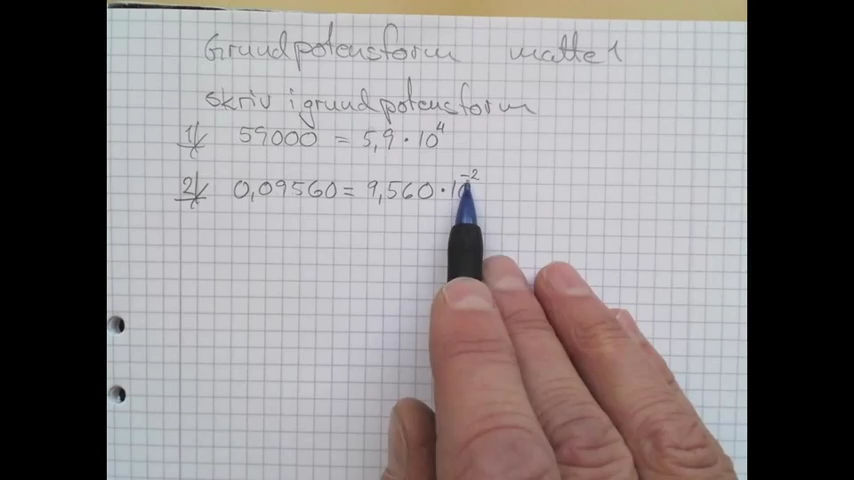 Grundpotensform matte 1
skriv i grundpotensform
1/ 59000 = 5,9 · 10⁴
2/ 0,09560 = 9,560 · 10⁻²